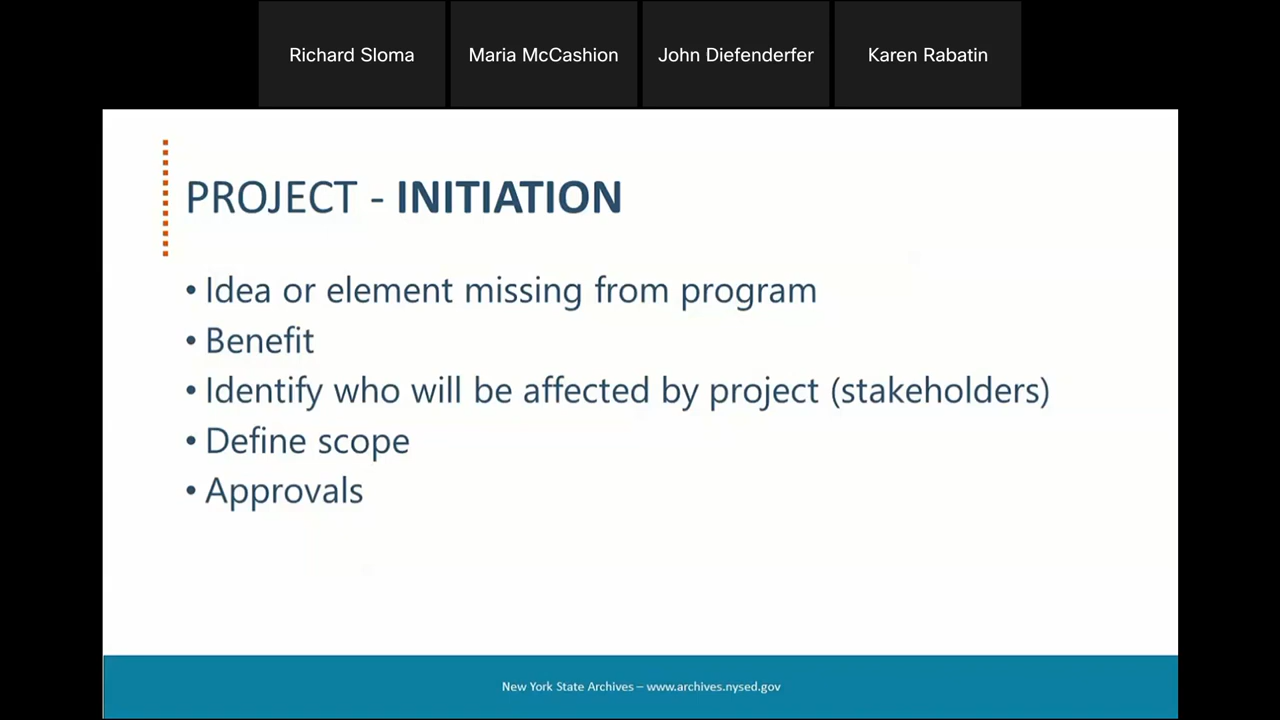 Richard Sloma
Maria McCashion
John Diefenderfer
Karen Rabatin
PROJECT - INITIATION
• Idea or element missing from program
• Benefit
• Identify who will be affected by project (stakeholders)
• Define scope
• Approvals
New York State Archives – www.archives.nysed.gov